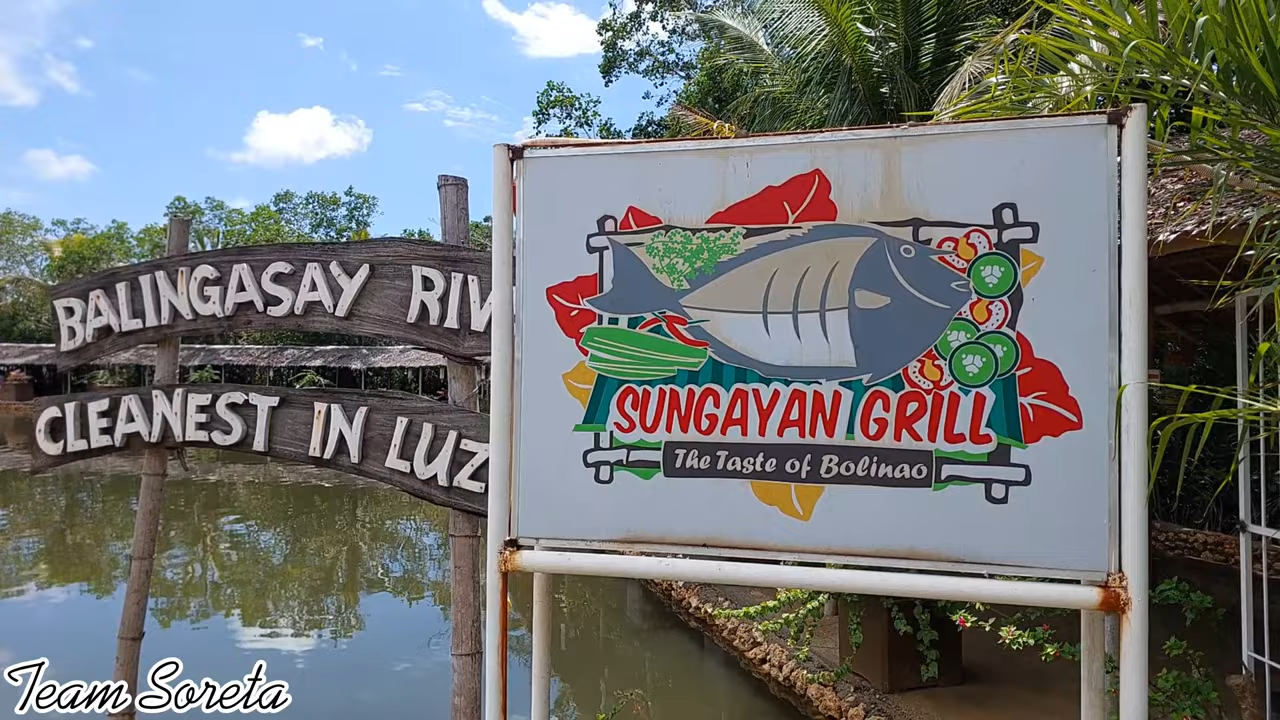 BALINGASAY RIV
CLEANEST IN LUZ
SUNGAYAN GRILL
The Taste of Bolinao
Team Soreta